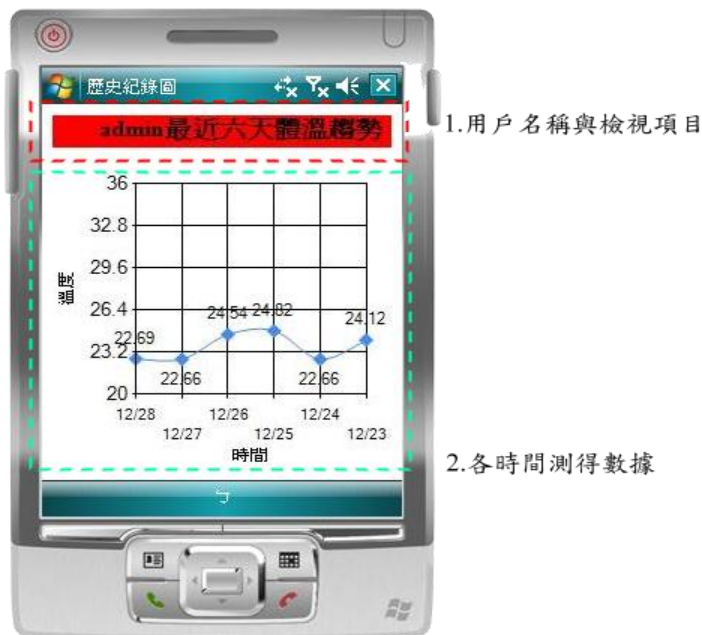 歷史紀錄圖
admin最近六天體溫趨勢
1.用戶名稱與檢視項目
36
32.8
29.6
26.4
23.2
20
溫度
22.69
22.66
24.54
24.82
22.66
24.12
12/28
12/27
12/26
12/25
12/24
12/23
時間
2.各時間測得數據
ㄅ